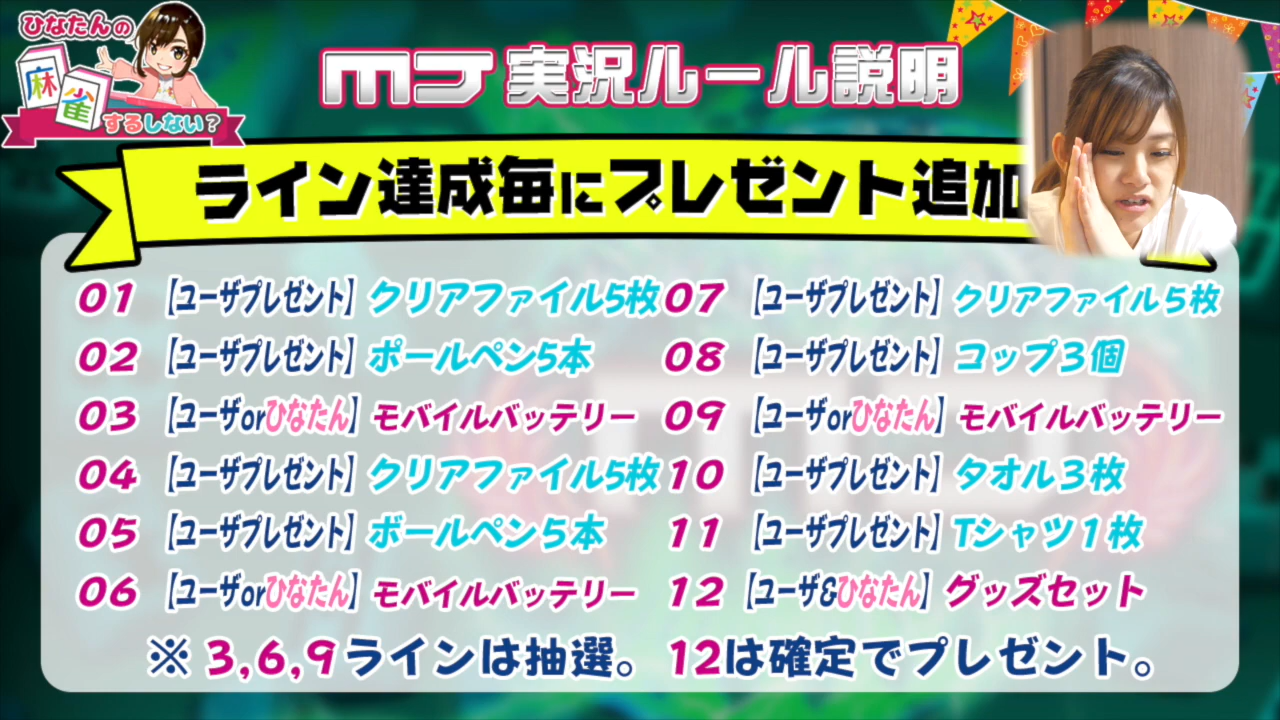 ひなたんの
麻雀
するしない？
MJ 実況ルール説明
ライン達成毎にプレゼント追加
01 【ユーザプレゼント】 クリアファイル5枚
02 【ユーザプレゼント】 ポールペン5本
03 【ユーザorひなたん】 モバイルバッテリー
04 【ユーザプレゼント】 クリアファイル5枚
05 【ユーザプレゼント】 ボールペン５本
06 【ユーザorひなたん】 モバイルバッテリー
07 【ユーザプレゼント】 クリアファイル５枚
08 【ユーザプレゼント】 コップ３個
09 【ユーザorひなたん】 モバイルバッテリー
10 【ユーザプレゼント】 タオル３枚
11 【ユーザプレゼント】 Tシャツ１枚
12 【ユーザ&ひなたん】 グッズセット
※ 3,6,9ラインは抽選。 12は確定でプレゼント。